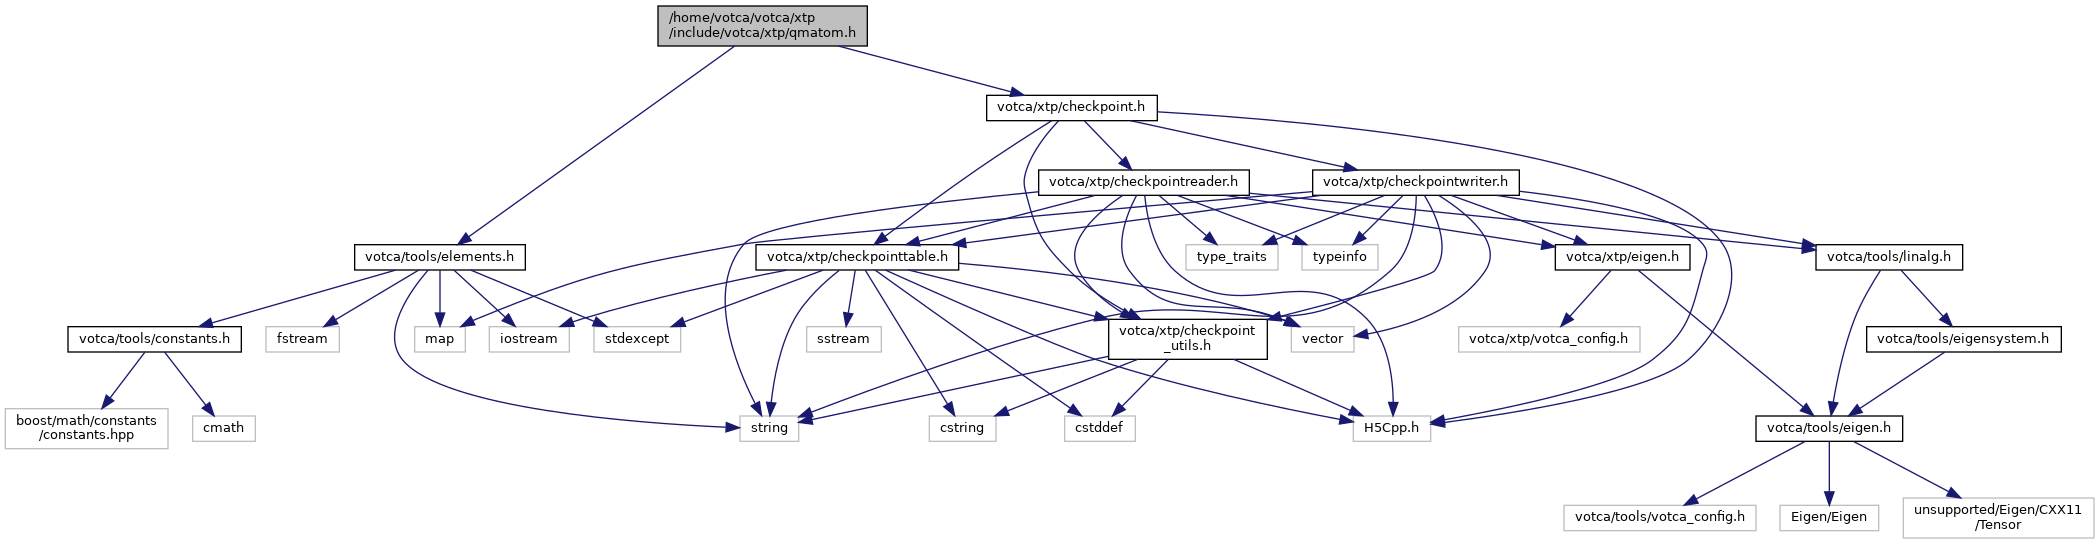 /home/votca/votca/xtp
/include/votca/xtp/qmatom.h
votca/xtp/checkpoint.h
votca/xtp/checkpointreader.h
votca/xtp/checkpointwriter.h
votca/tools/elements.h
votca/xtp/checkpointtable.h
type_traits
typeinfo
votca/xtp/eigen.h
votca/tools/linalg.h
votca/tools/constants.h
fstream
map
iostream
stdexcept
sstream
votca/xtp/checkpoint
_utils.h
vector
votca/xtp/votca_config.h
votca/tools/eigensystem.h
boost/math/constants
/constants.hpp
cmath
string
cstring
cstddef
H5Cpp.h
votca/tools/eigen.h
votca/tools/votca_config.h
Eigen/Eigen
unsupported/Eigen/CXX11
/Tensor